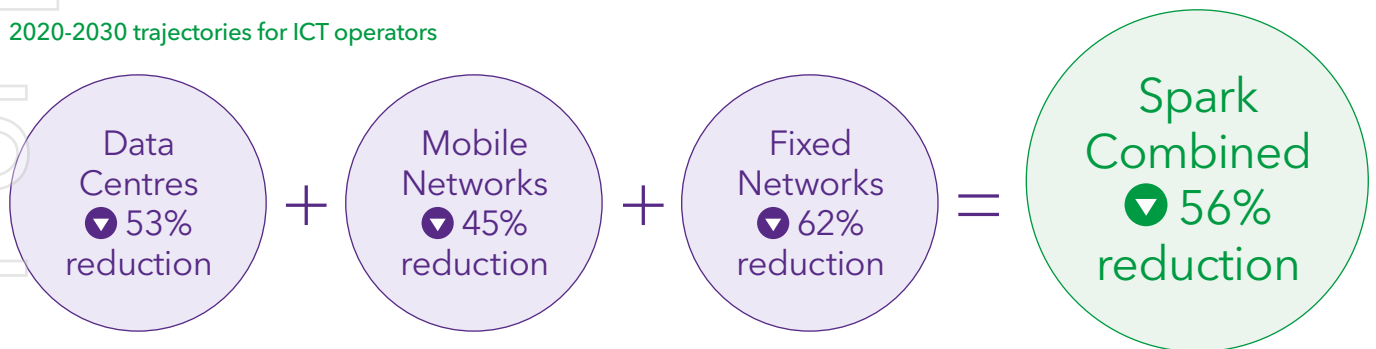 2020-2030 trajectories for ICT operators
Data
Centres
53%
reduction
+
Mobile
Networks
45%
reduction
+
Fixed
Networks
62%
reduction
=
Spark
Combined
56%
reduction